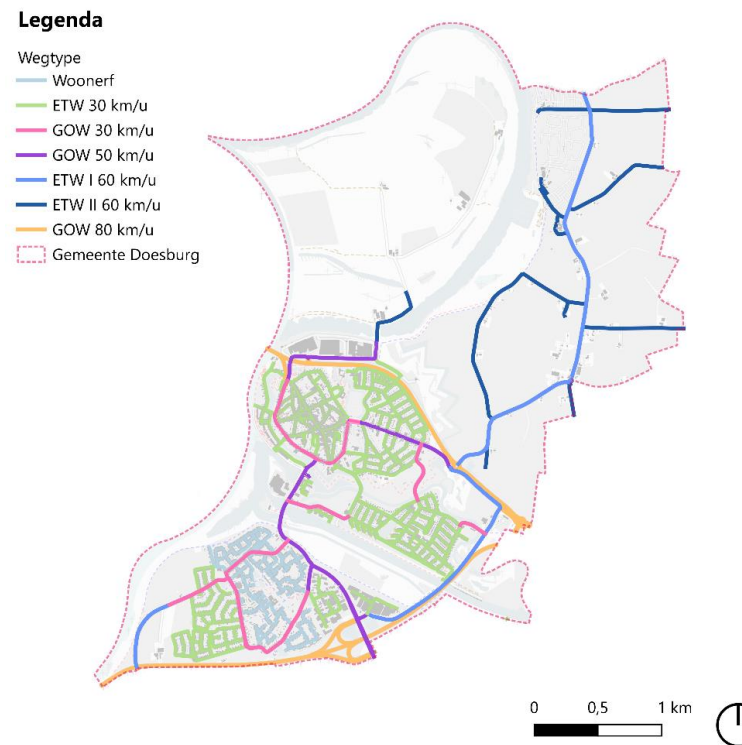 Legenda
Wegtype
Woonerf
ETW 30 km/u
GOW 30 km/u
GOW 50 km/u
ETW I 60 km/u
ETW II 60 km/u
GOW 80 km/u
Gemeente Doesburg
0 0,5 1 km